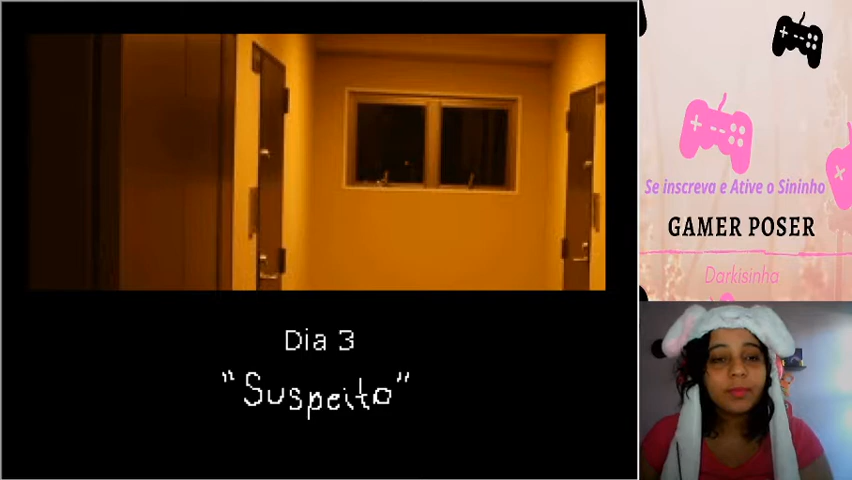 Dia 3
"Suspeito"
Se inscreva e Ative o Sininho
GAMER POSER
Darkisinha